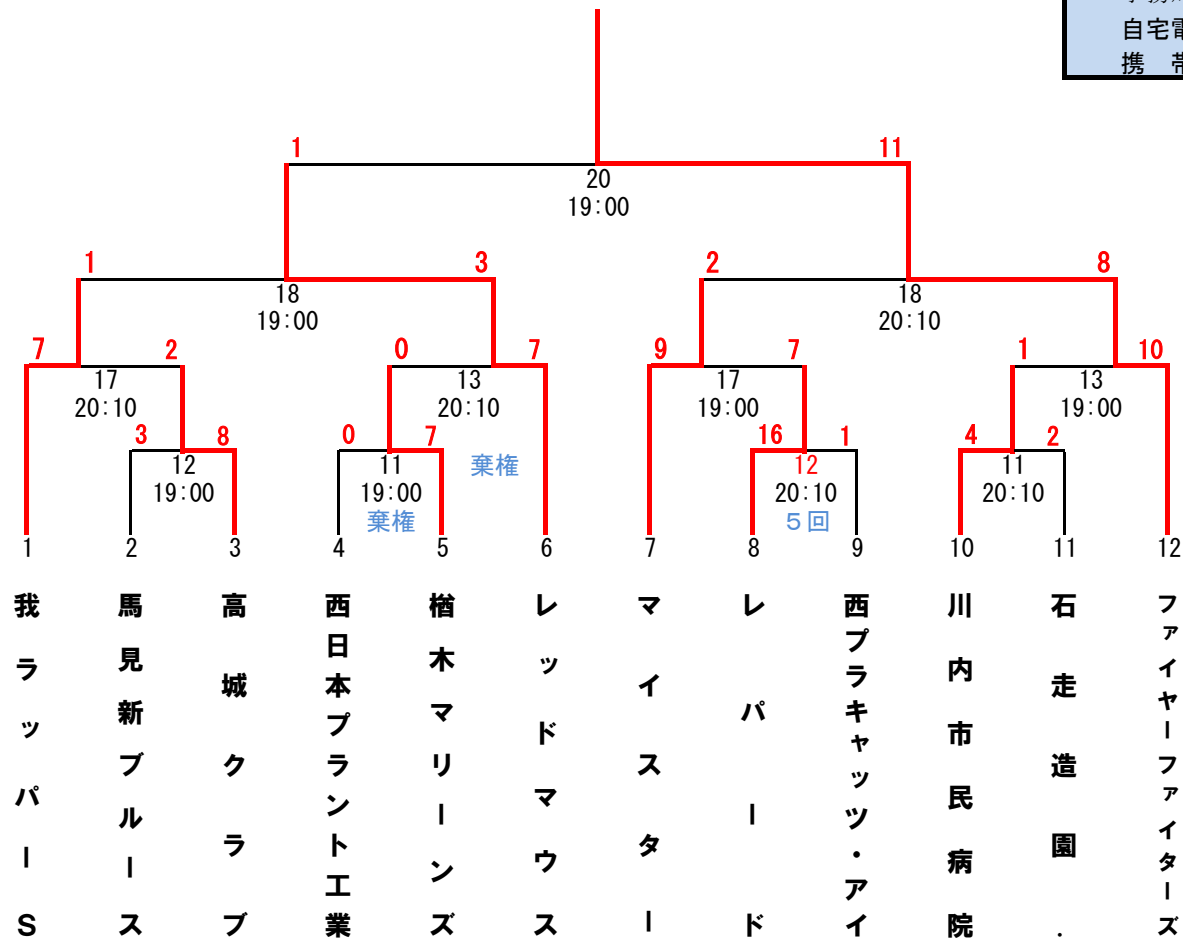 自宅電
携 帯
1 11
20
19:00
1 3 2 8
18 18
19:00 20:10
7 2 0 7 9 7 1 10
17 13 17 13
20:10 20:10 19:00 19:00
3 8 0 7 棄権 16 1 4 2
12 11 12 11
19:00 19:00 20:10 20:10
棄権 5回
1 2 3 4 5 6 7 8 9 10 11 12
我ラッパーS
馬見新ブルース
高城クラブ
西日本プラント工業
楢木マリーンズ
レッドマウス
マイスター
レパード
西プラキャッツ・アイ
川内市民病院
石走造園.
ファイヤーファイターズ